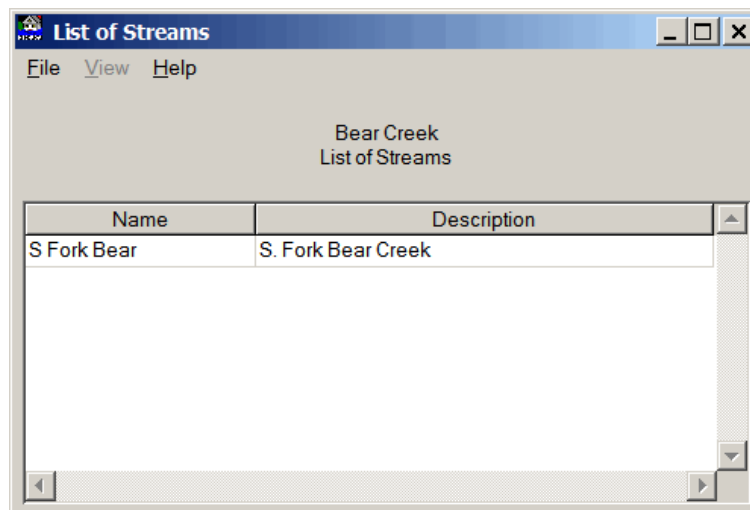 List of Streams
File View Help
Bear Creek
List of Streams
Name Description
S Fork Bear S. Fork Bear Creek